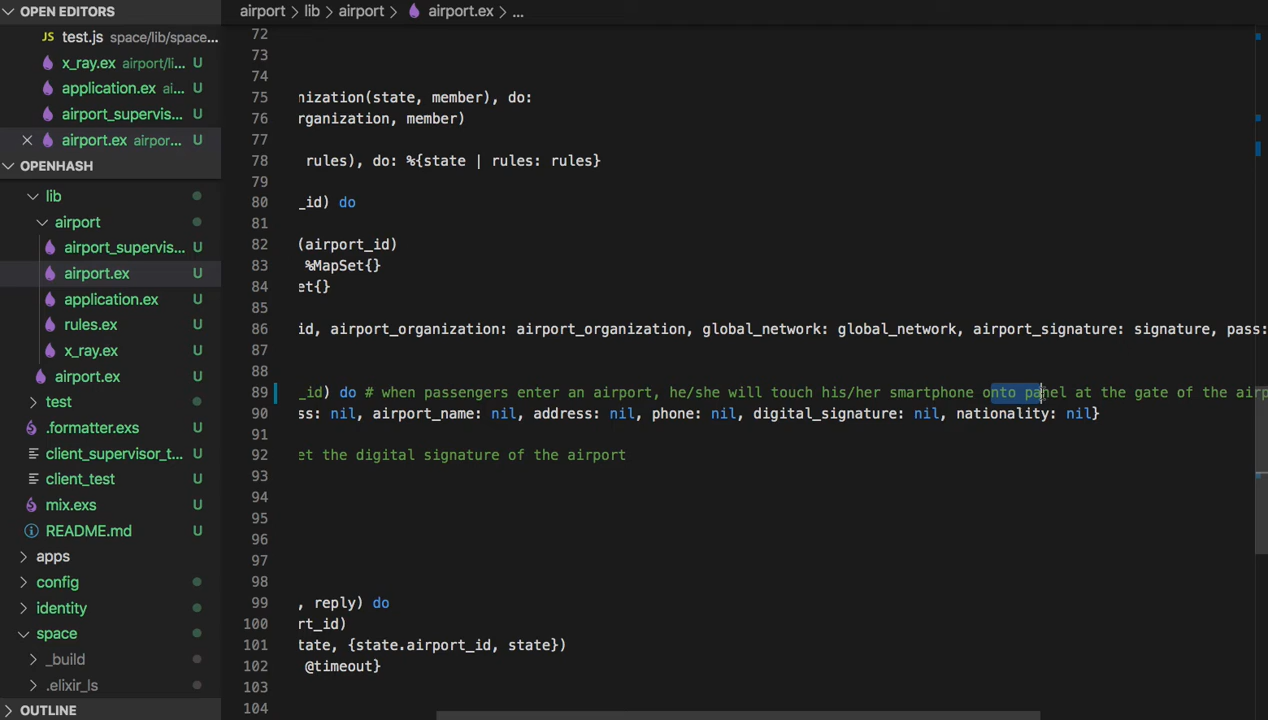 OPEN EDITORS
test.js space/lib/space...
x_ray.ex airport/li...
application.ex ai...
airport_supervis...
airport.ex airpor...
OPENHASH
lib
airport
airport_supervis... U
airport.ex U
application.ex U
rules.ex U
x_ray.ex U
airport.ex U
test
.formatter.exs U
client_supervisor_t... U
client_test U
mix.exs U
README.md U
apps
config
identity
space
_build
.elixir_ls
OUTLINE
airport > lib > airport > airport.ex > ...
72
73
74
75 nization(state, member), do:
76 rganization, member)
77
78 rules), do: %{state | rules: rules}
79
80 _id) do
81
82 (airport_id)
83 %MapSet{}
84 et{}
85
86 id, airport_organization: airport_organization, global_network: global_network, airport_signature: signature, pass:
87
88
89 _id) do # when passengers enter an airport, he/she will touch his/her smartphone onto panel at the gate of the airp
90 ss: nil, airport_name: nil, address: nil, phone: nil, digital_signature: nil, nationality: nil}
91
92 et the digital signature of the airport
93
94
95
96
97
98
99 , reply) do
100 rt_id)
101 tate, {state.airport_id, state})
102 @timeout}
103
104